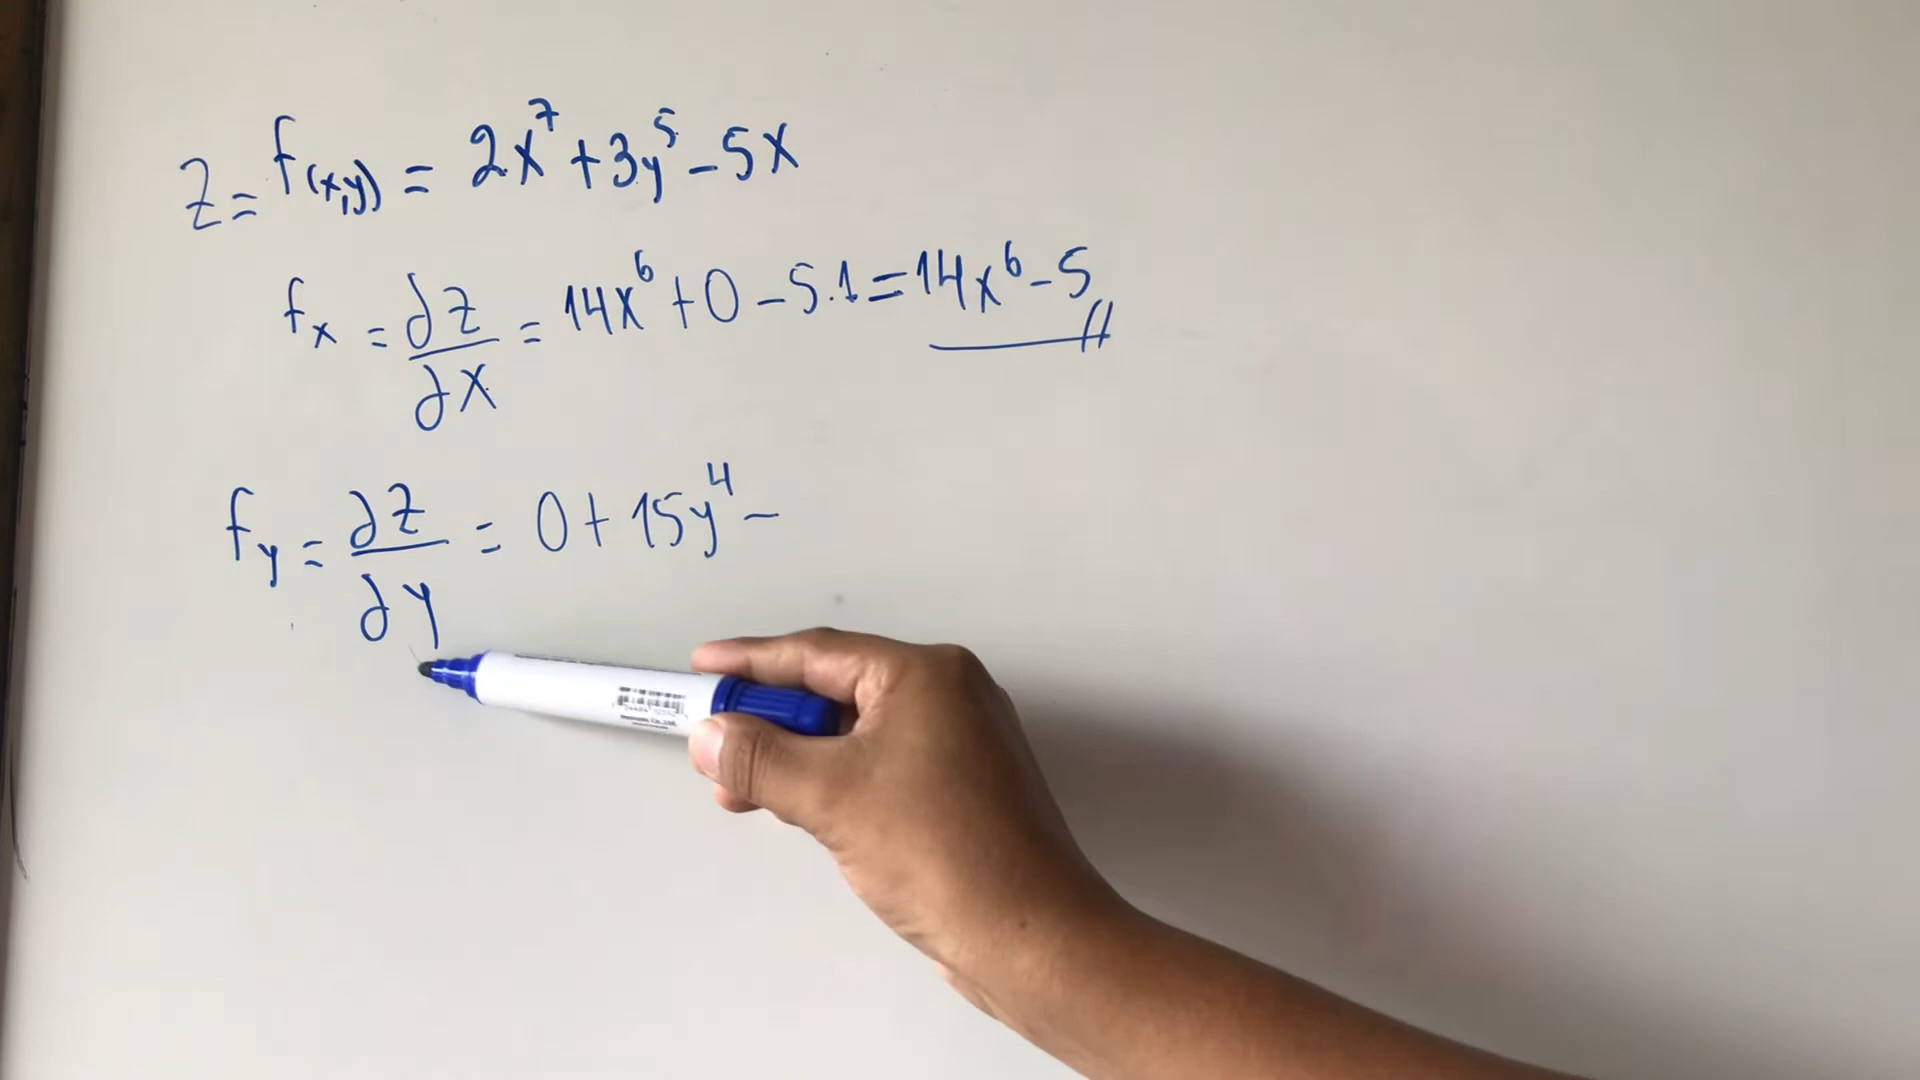 z = f(x,y) = 2x⁷ + 3y⁵ - 5x
fx = ∂z/∂x = 14x⁶ + 0 - 5.1 = 14x⁶ - 5
fy = ∂z/∂y = 0 + 15y⁴ -